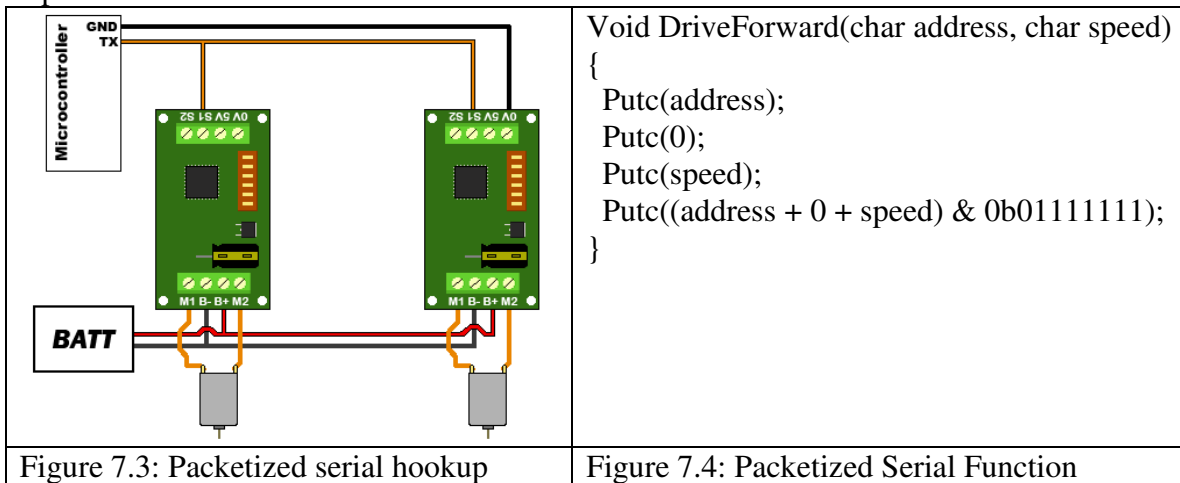 GND
TX
Microcontroller
S2 S1 5V 0V
S2 S1 5V 0V
M1 B- B+ M2
M1 B- B+ M2
BATT
Void DriveForward(char address, char speed)
{
Putc(address);
Putc(0);
Putc(speed);
Putc((address + 0 + speed) & 0b01111111);
}
Figure 7.3: Packetized serial hookup
Figure 7.4: Packetized Serial Function